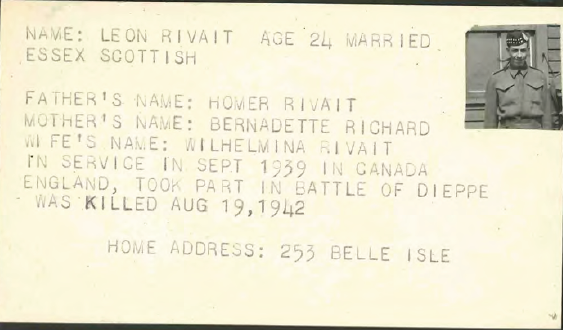 NAME: LEON RIVAIT AGE 24 MARRIED
ESSEX SCOTTISH
FATHER'S NAME: HOMER RIVAIT
MOTHER'S NAME: BERNADETTE RICHARD
WIFE'S NAME: WILHELMINA RIVAIT
IN SERVICE IN SEPT 1939 IN CANADA
ENGLAND, TOOK PART IN BATTLE OF DIEPPE
WAS KILLED AUG 19,1942
HOME ADDRESS: 253 BELLE ISLE